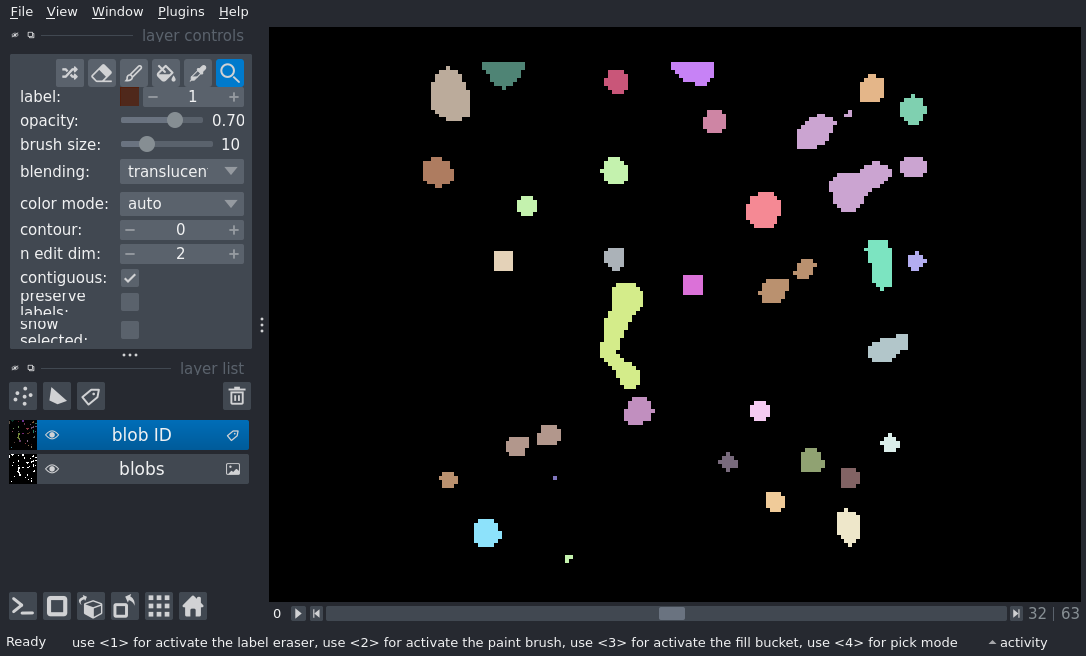 File View Window Plugins Help
layer controls
label: 1
opacity: 0.70
brush size: 10
blending: translucen
color mode: auto
contour: 0
n edit dim: 2
contiguous:
preserve
labels:
show
selected:
layer list
blob ID
blobs
0 32 63
Ready use <1> for activate the label eraser, use <2> for activate the paint brush, use <3> for activate the fill bucket, use <4> for pick mode activity